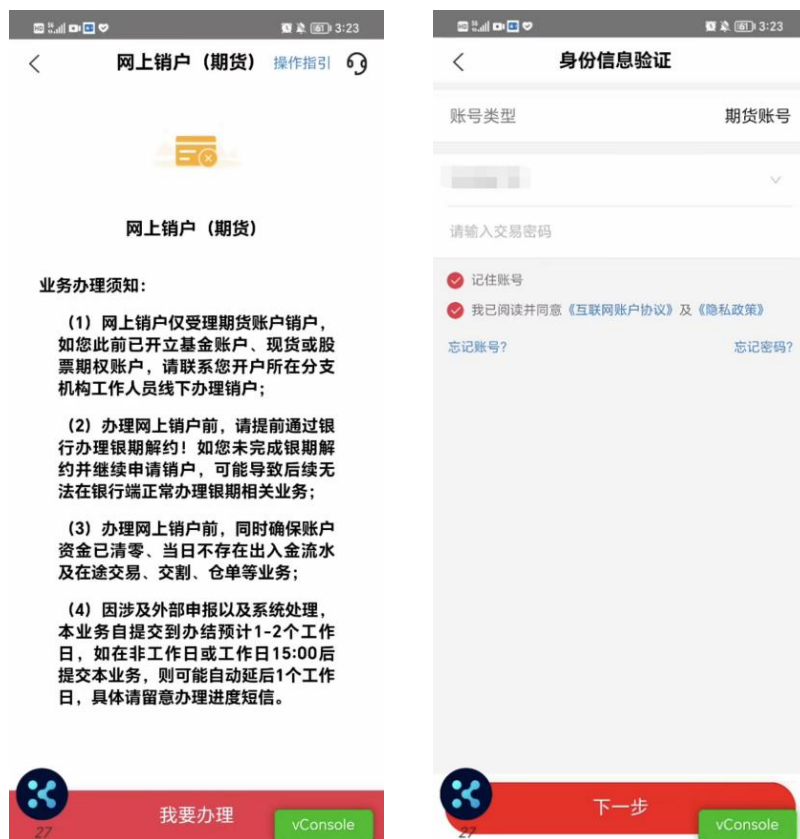 3:23
网上销户（期货）
操作指引
网上销户（期货）
业务办理须知：
（1）网上销户仅受理期货账户销户，
如您此前已开立基金账户、现货或股
票期权账户，请联系您开户所在分支
机构工作人员线下办理销户；
（2）办理网上销户前，请提前通过银
行办理银期解约！如您未完成银期解
约并继续申请销户，可能导致后续无
法在银行端正常办理银期相关业务；
（3）办理网上销户前，同时确保账户
资金已清零、当日不存在出入金流水
及在途交易、交割、仓单等业务；
（4）因涉及外部申报以及系统处理，
本业务自提交到办结预计1-2个工作
日，如在非工作日或工作日15:00后
提交本业务，则可能自动延后1个工作
日，具体请留意办理进度短信。
我要办理
27
vConsole
3:23
身份信息验证
账号类型
期货账号
请输入交易密码
记住账号
我已阅读并同意《互联网账户协议》及《隐私政策》
忘记账号？
忘记密码？
下一步
27
vConsole